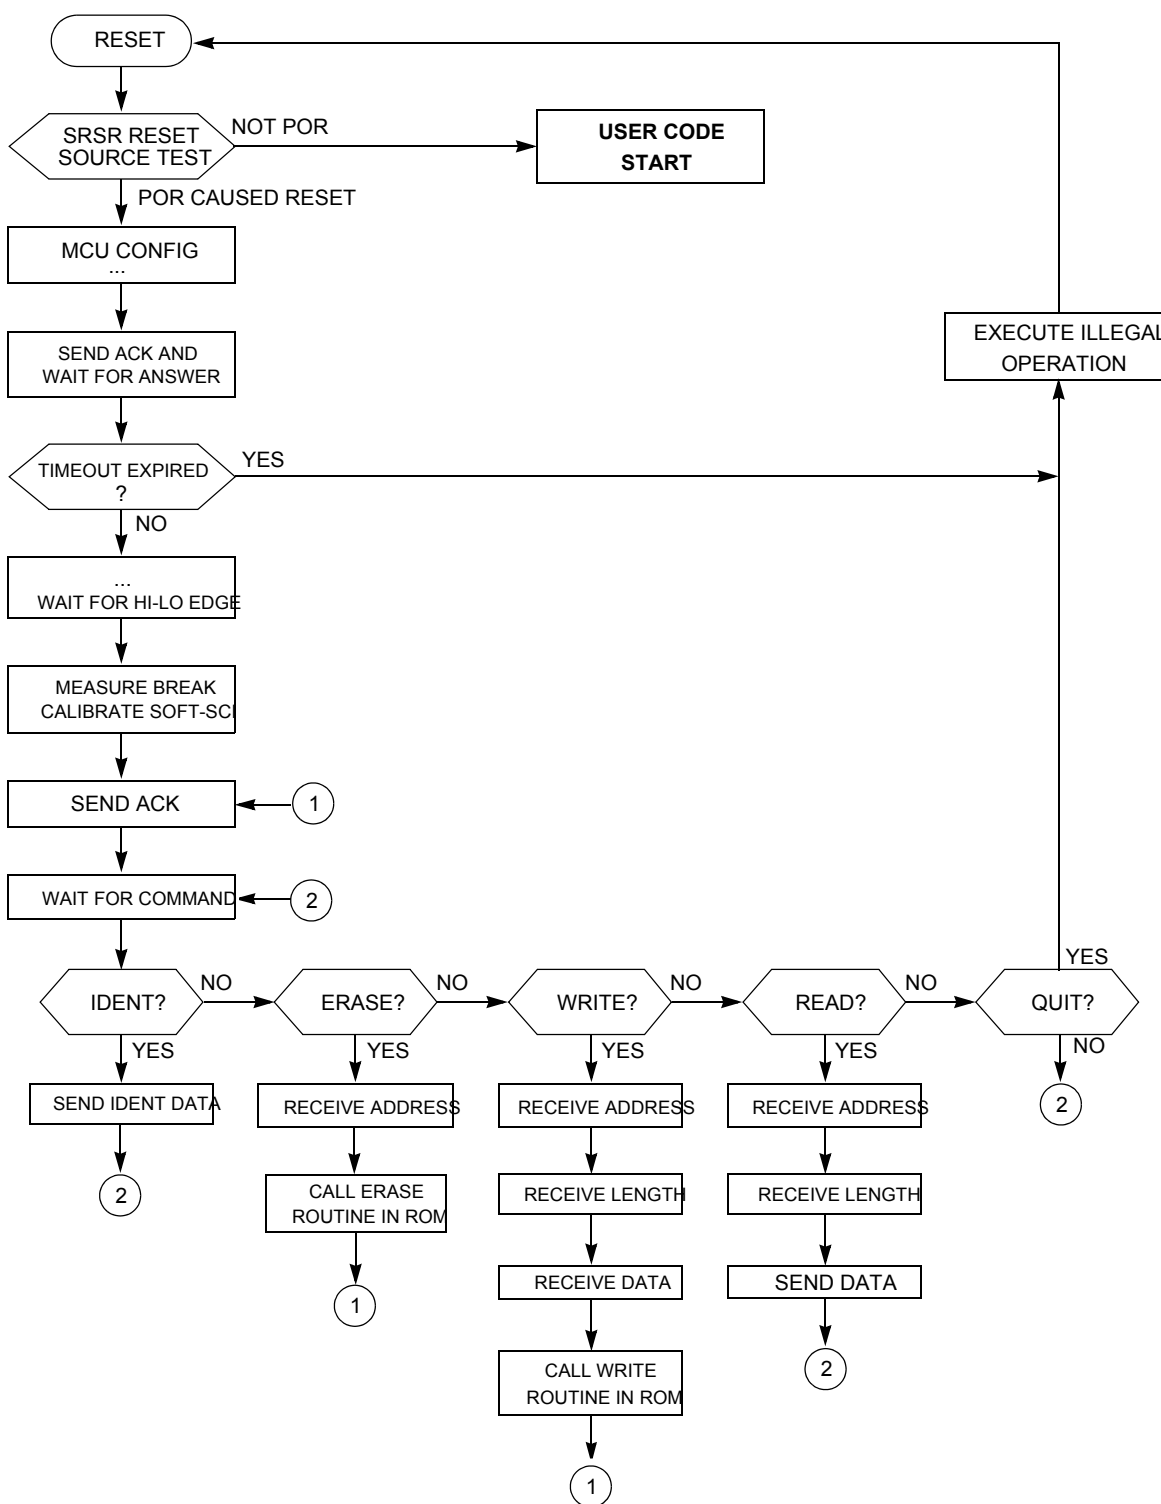 RESET
SRSR RESET
SOURCE TEST
NOT POR
USER CODE
START
POR CAUSED RESET
MCU CONFIG
...
EXECUTE ILLEGAL
OPERATION
SEND ACK AND
WAIT FOR ANSWER
TIMEOUT EXPIRED
?
YES
NO
...
WAIT FOR HI-LO EDGE
MEASURE BREAK
CALIBRATE SOFT-SCI
SEND ACK
1
WAIT FOR COMMAND
2
IDENT?
NO
ERASE?
NO
WRITE?
NO
READ?
NO
QUIT?
YES
NO
2
YES
SEND IDENT DATA
2
YES
RECEIVE ADDRESS
CALL ERASE
ROUTINE IN ROM
1
YES
RECEIVE ADDRESS
RECEIVE LENGTH
RECEIVE DATA
CALL WRITE
ROUTINE IN ROM
1
YES
RECEIVE ADDRESS
RECEIVE LENGTH
SEND DATA
2